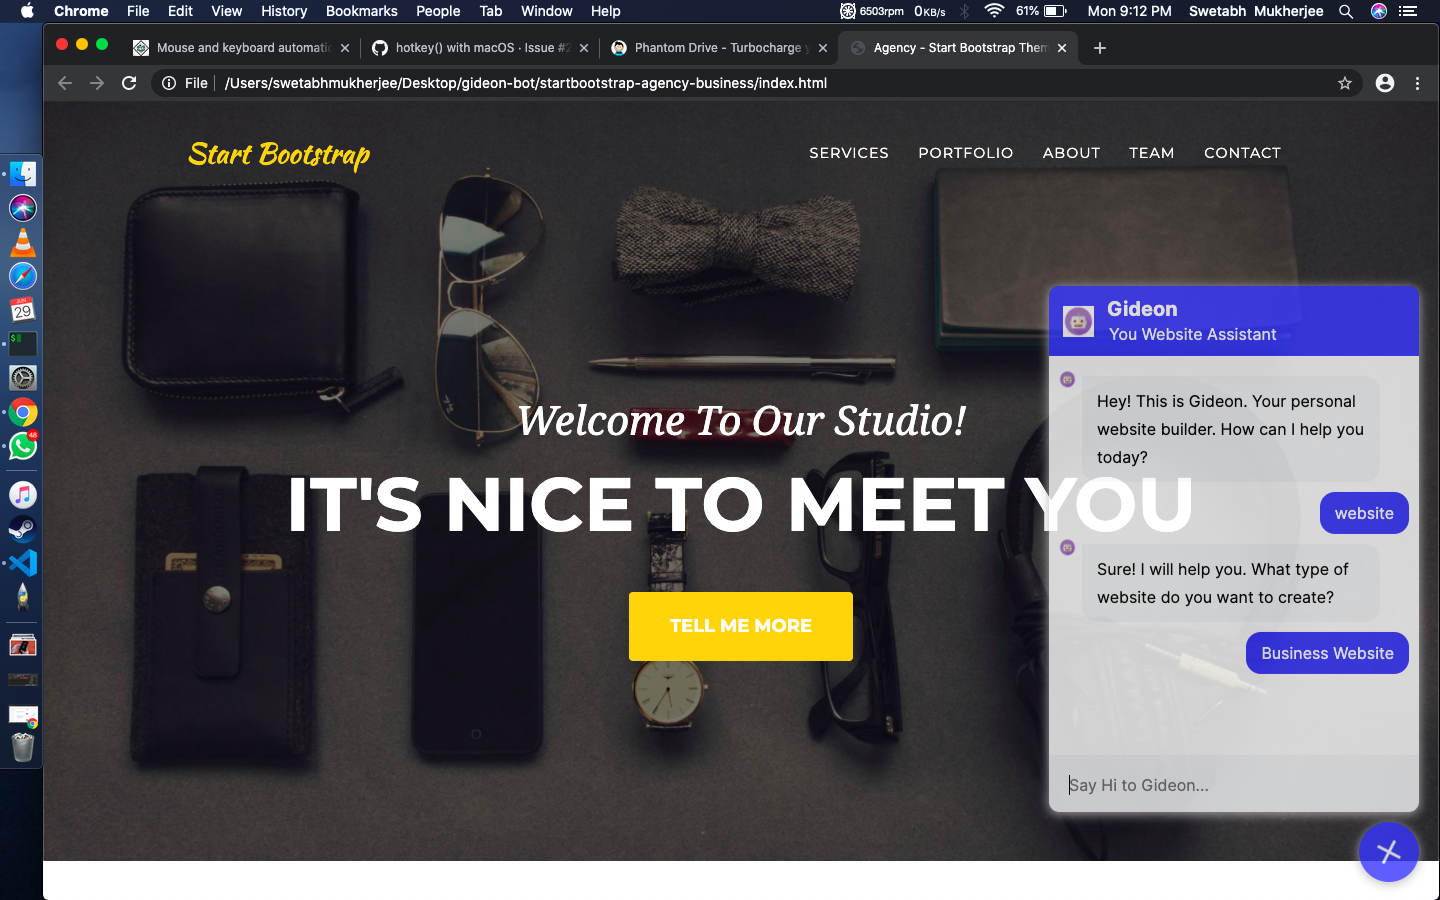 Chrome File Edit View History Bookmarks People Tab Window Help 6503rpm 0KB/s 61% Mon 9:12 PM Swetabh Mukherjee
Mouse and keyboard automatic hotkey() with macOS · Issue #2 Phantom Drive - Turbocharge y Agency - Start Bootstrap Them
File /Users/swetabhmukherjee/Desktop/gideon-bot/startbootstrap-agency-business/index.html
Start Bootstrap SERVICES PORTFOLIO ABOUT TEAM CONTACT
JUN
29
48
Welcome To Our Studio!
IT'S NICE TO MEET YOU
TELL ME MORE
Gideon
You Website Assistant
Hey! This is Gideon. Your personal
website builder. How can I help you
today?
website
Sure! I will help you. What type of
website do you want to create?
Business Website
Say Hi to Gideon...